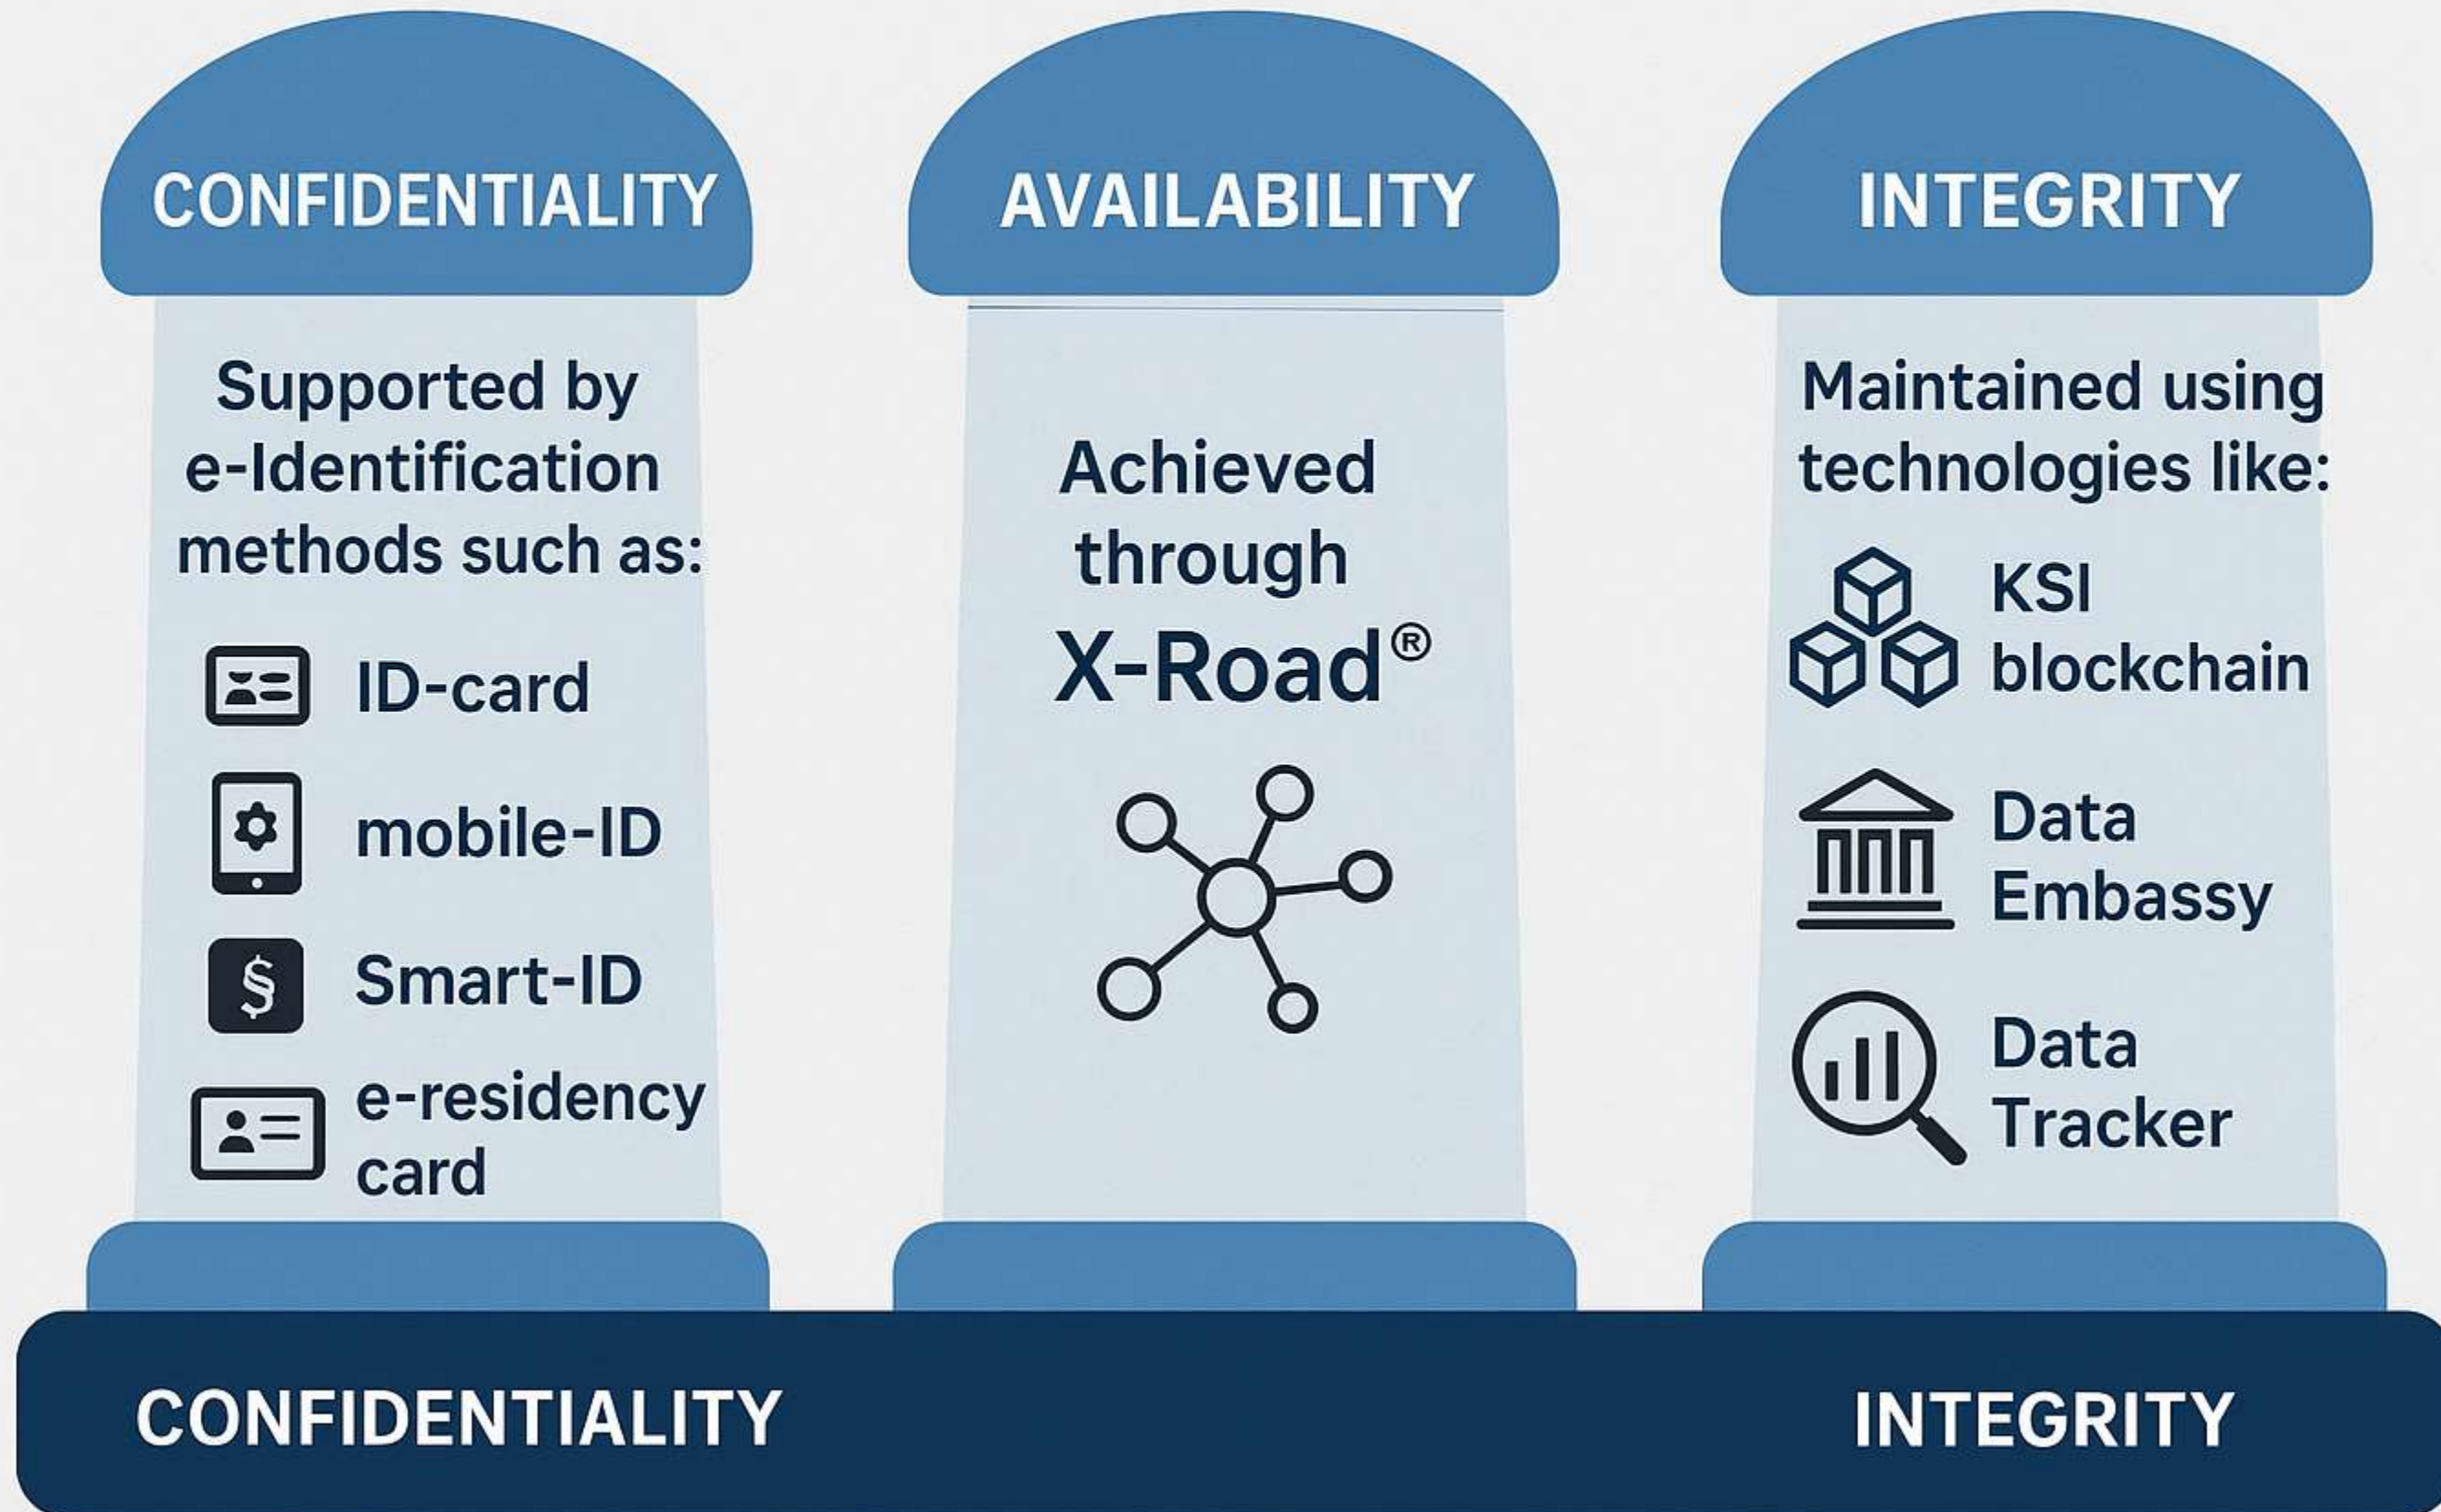 CONFIDENTIALITY
Supported by
e-Identification
methods such as:
ID-card
mobile-ID
§
Smart-ID
e-residency
card
AVAILABILITY
Achieved
through
X-Road®
INTEGRITY
Maintained using
technologies like:
KSI
blockchain
Data
Embassy
Data
Tracker
CONFIDENTIALITY
INTEGRITY